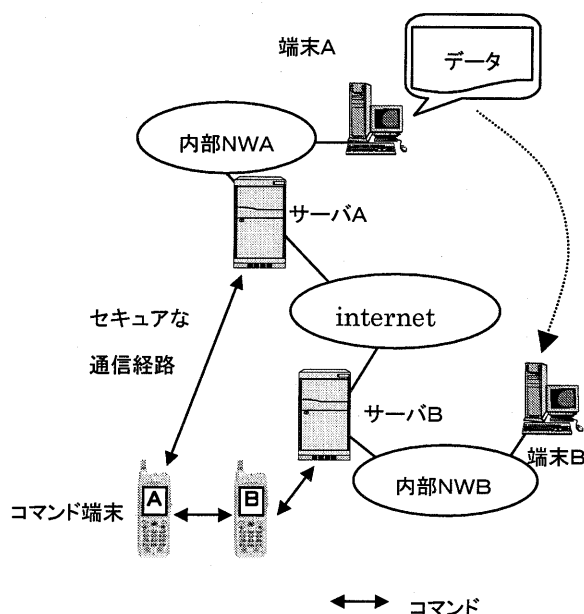 端末A
データ
内部NWA
サーバA
internet
セキュアな
通信経路
サーバB
端末B
内部NWB
コマンド端末
A
B
コマンド